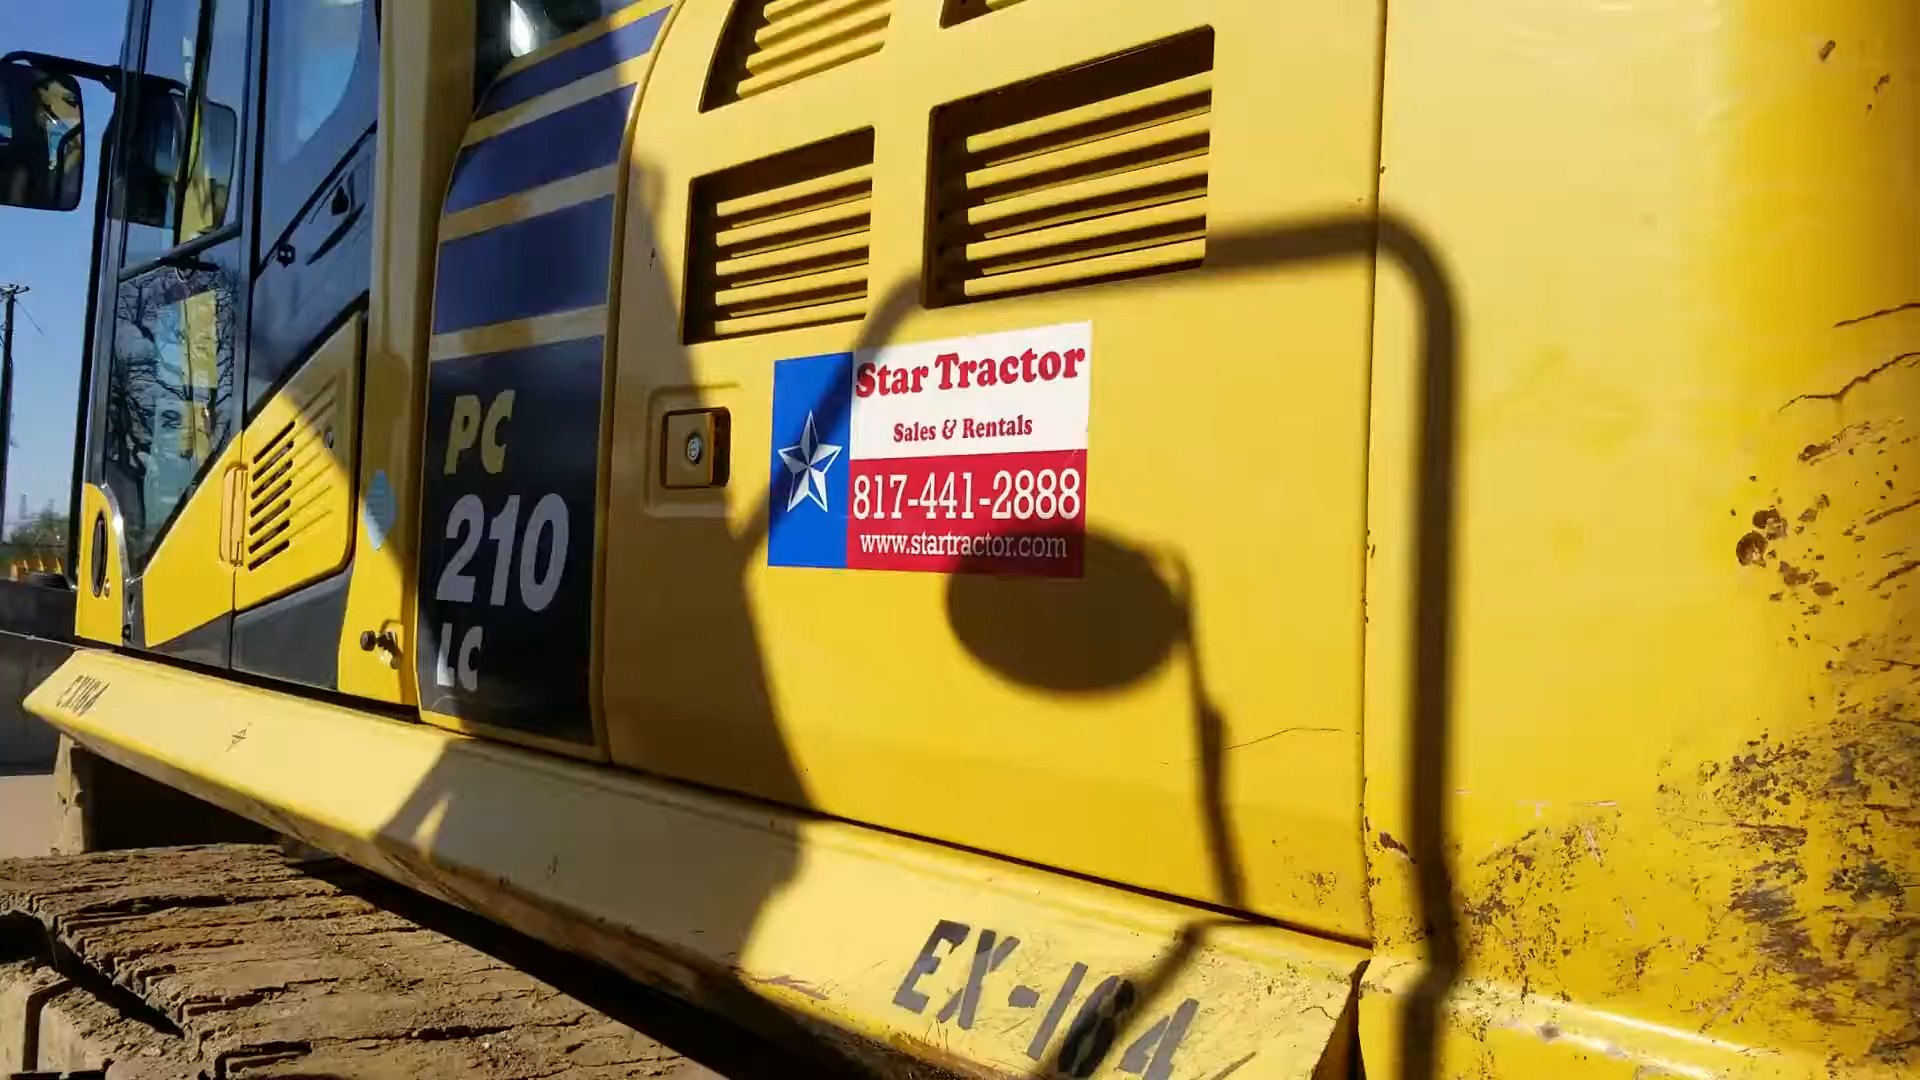 PC
210
LC
Star Tractor
Sales & Rentals
817-441-2888
www.startractor.com
EX164
EX-164